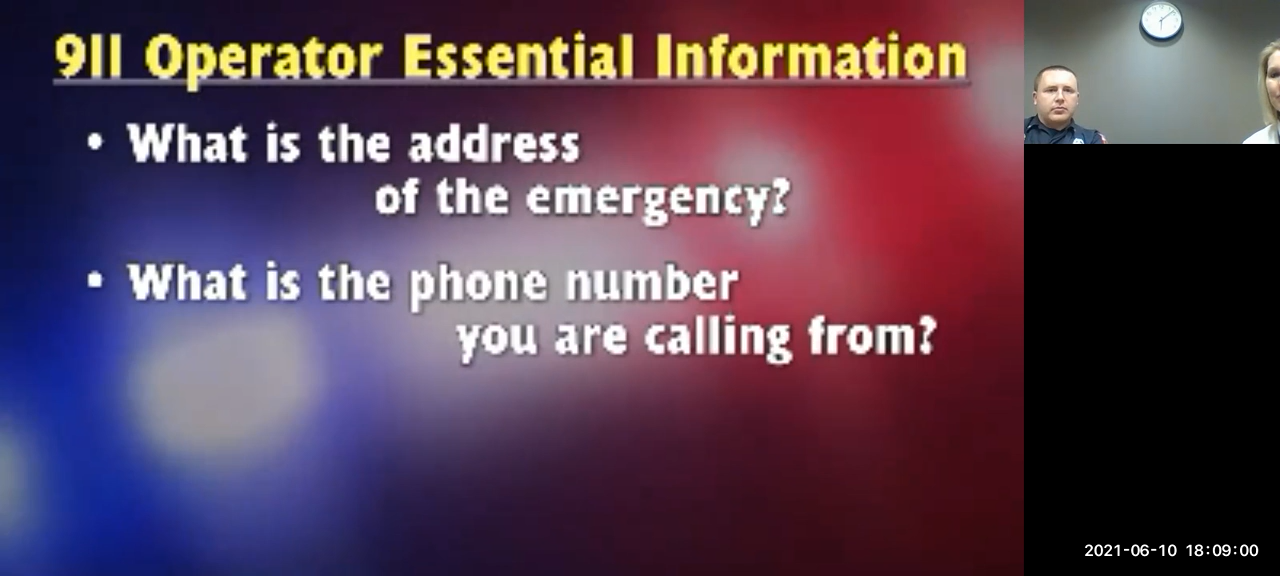 911 Operator Essential Information
• What is the address
of the emergency?
• What is the phone number
you are calling from?
2021-06-10 18:09:00